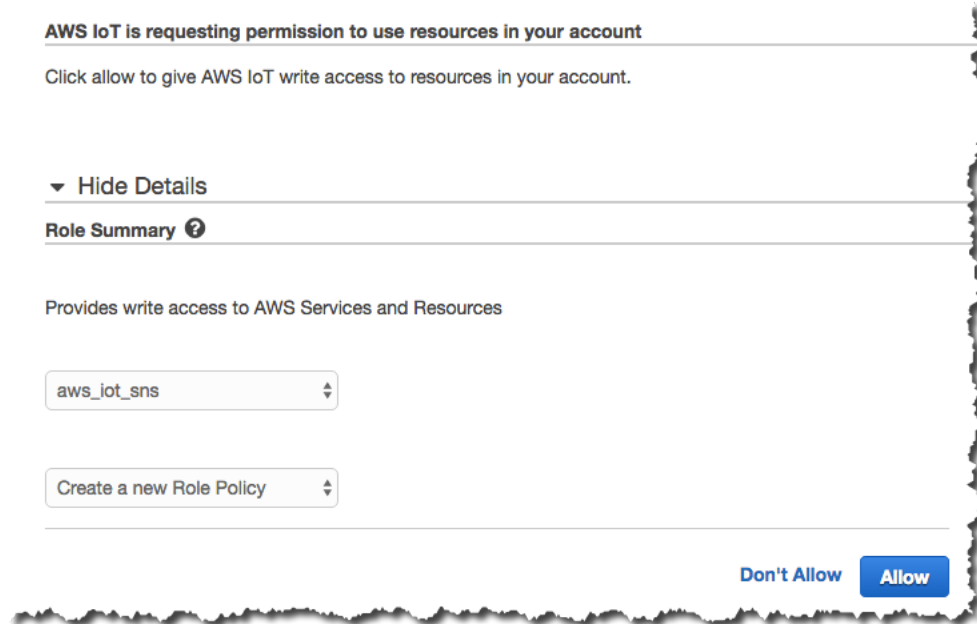 AWS IoT is requesting permission to use resources in your account
Click allow to give AWS IoT write access to resources in your account.
Hide Details
Role Summary ?
Provides write access to AWS Services and Resources
aws_iot_sns
Create a new Role Policy
Don't Allow Allow